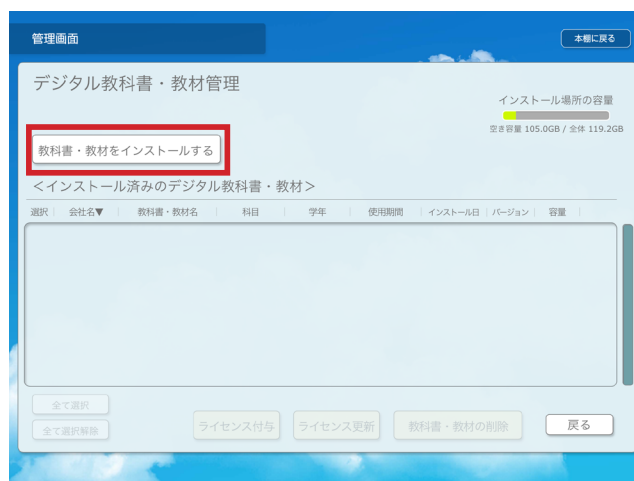 管理画面
本棚に戻る
デジタル教科書・教材管理
インストール場所の容量
空き容量 105.0GB / 全体 119.2GB
教科書・教材をインストールする
＜インストール済みのデジタル教科書・教材＞
選択 会社名▼ 教科書・教材名 科目 学年 使用期間 インストール日 バージョン 容量
全て選択
全て選択解除
ライセンス付与 ライセンス更新 教科書・教材の削除 戻る